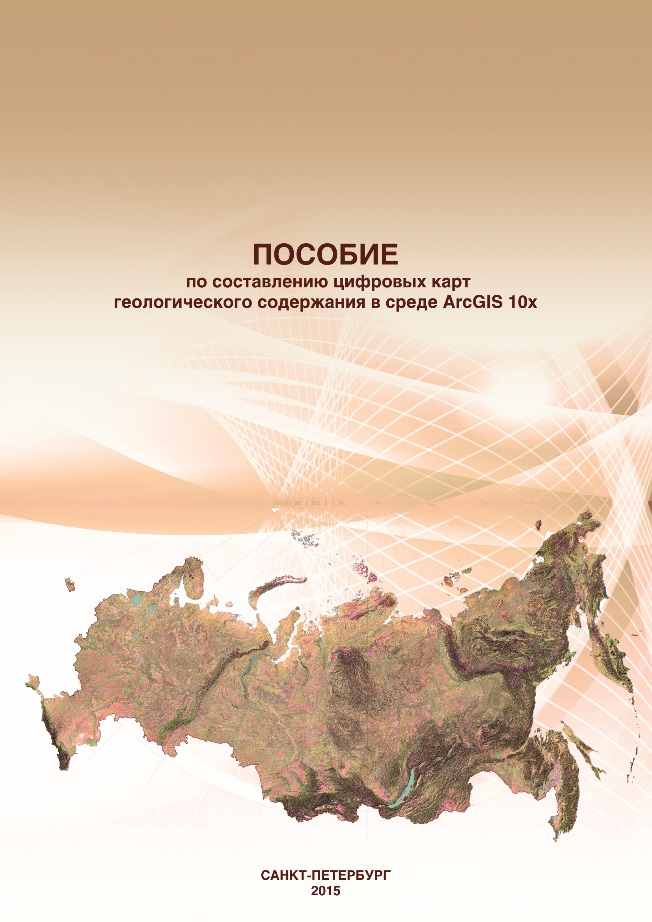 ПОСОБИЕ
по составлению цифровых карт
геологического содержания в среде ArcGIS 10x
САНКТ-ПЕТЕРБУРГ
2015